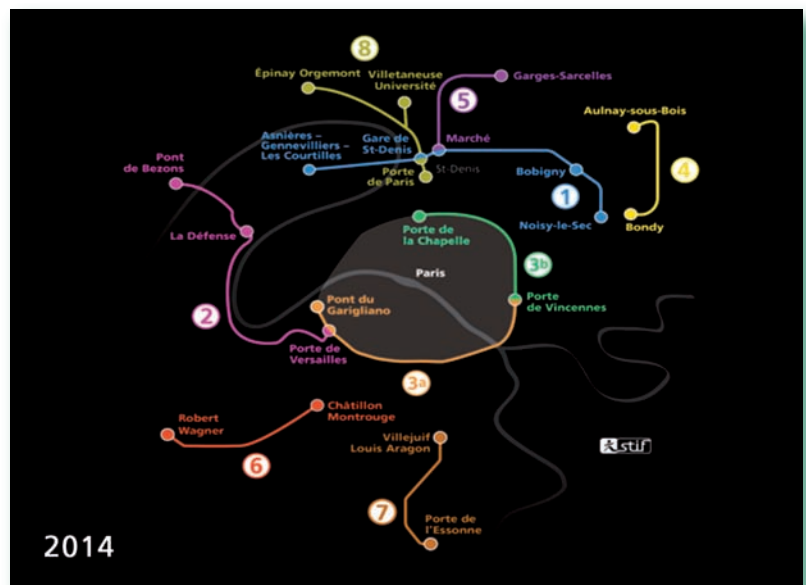 8
Épinay Orgemont
Villetaneuse
Université
5
Garges-Sarcelles
Aulnay-sous-Bois
4
Bondy
Asnières –
Gennevilliers –
Les Courtilles
Gare de
St-Denis
Marché
St-Denis
Porte
de Paris
Bobigny
1
Noisy-le-Sec
Pont
de Bezons
La Défense
2
Porte de
la Chapelle
3b
Paris
Porte
de Vincennes
Pont du
Garigliano
Porte de
Versailles
3a
Châtillon
Montrouge
Robert
Wagner
6
Villejuif
Louis Aragon
7
Porte de
l'Essonne
stif
2014